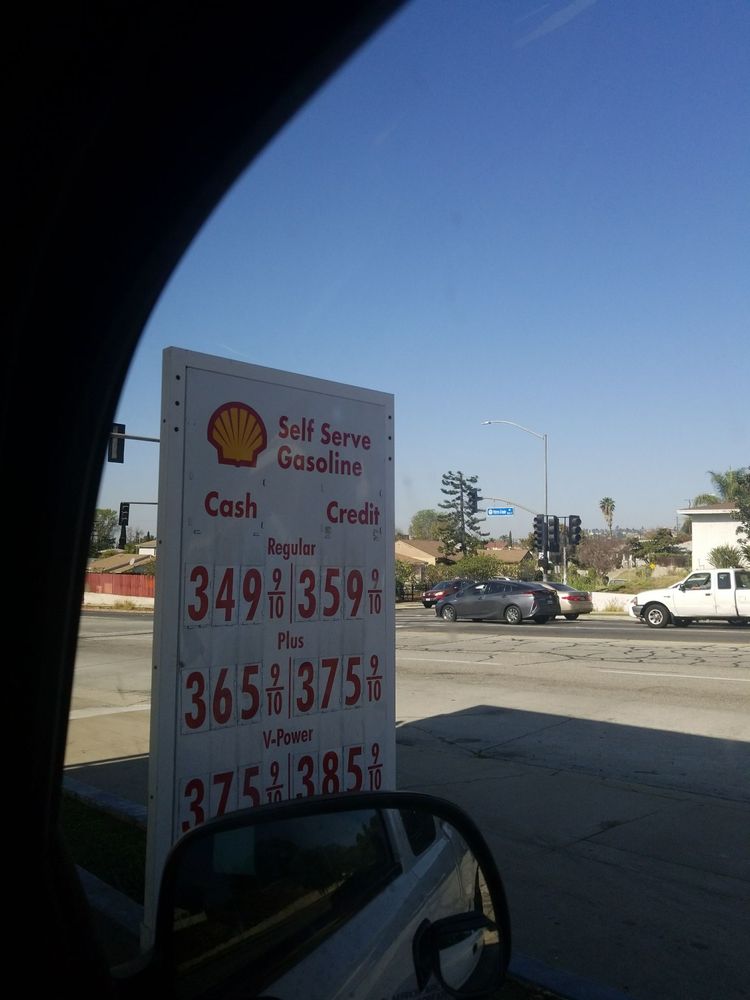 Self Serve
Gasoline
Cash Credit
Regular
349 9/10 359 9/10
Plus
365 9/10 375 9/10
V-Power
375 9/10 385 9/10